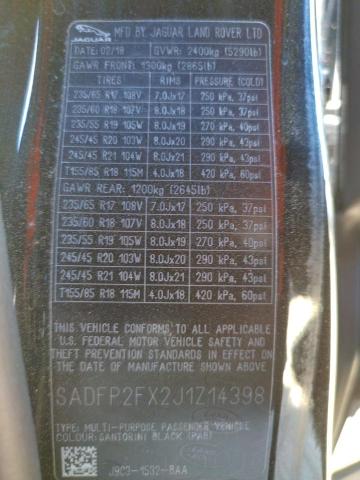 JAGUAR
MFD BY JAGUAR LAND ROVER LTD
DATE: 02/18 GVWR: 2400kg (5290lb)
GAWR FRONT: 1300kg (2865lb)
TIRES RIMS PRESSURE (COLD)
235/65 R17 108V 7.0Jx17 250 kPa, 37psi
235/60 R18 107V 8.0Jx18 250 kPa, 37psi
235/55 R19 105W 8.0Jx19 270 kPa, 40psi
245/45 R20 103W 8.0Jx20 290 kPa, 43psi
245/45 R21 104W 8.0Jx21 290 kPa, 43psi
T155/85 R18 115M 4.0Jx18 420 kPa, 60psi
GAWR REAR: 1200kg (2645lb)
235/65 R17 108V 7.0Jx17 250 kPa, 37psi
235/60 R18 107V 8.0Jx18 250 kPa, 37psi
235/55 R19 105W 8.0Jx19 270 kPa, 40psi
245/45 R20 103W 8.0Jx20 290 kPa, 43psi
245/45 R21 104W 8.0Jx21 290 kPa, 43psi
T155/85 R18 115M 4.0Jx18 420 kPa, 60psi
THIS VEHICLE CONFORMS TO ALL APPLICABLE
U.S. FEDERAL MOTOR VEHICLE SAFETY, BUMPER
AND THEFT PREVENTION STANDARDS IN EFFECT ON
THE DATE OF MANUFACTURE SHOWN ABOVE
SADFP2FX2J1Z14398
TYPE: MULTI-PURPOSE PASSENGER VEHICLE
COLOUR: SANTORINI BLACK (PAB)
J9C3-1532-BAA